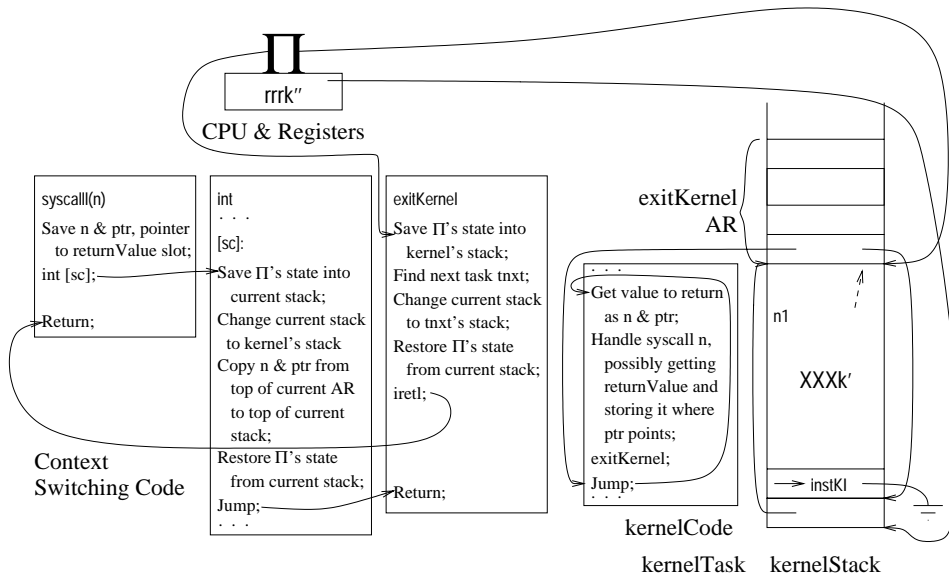 Π
rrrk″
CPU & Registers
syscallI(n)
Save n & ptr, pointer
to returnValue slot;
int [sc];
Return;
Context
Switching Code
int
. . .
[sc]:
Save Π's state into
current stack;
Change current stack
to kernel's stack
Copy n & ptr from
top of current AR
to top of current
stack;
Restore Π's state
from current stack;
Jump;
. . .
exitKernel
Save Π's state into
kernel's stack;
Find next task tnxt;
Change current stack
to tnxt's stack;
Restore Π's state
from current stack;
iretI;
Return;
. . .
Get value to return
as n & ptr;
Handle syscall n,
possibly getting
returnValue and
storing it where
ptr points;
exitKernel;
Jump;
. . .
kernelCode
kernelTask
exitKernel
AR
n1
XXXk′
instKI
kernelStack